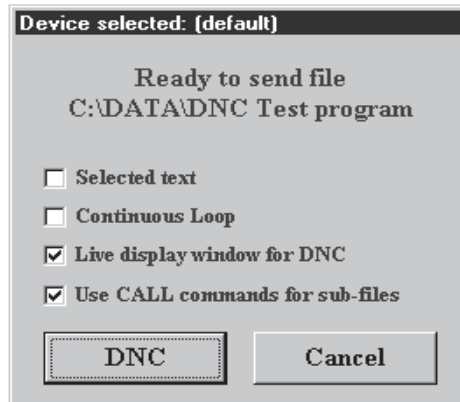 Device selected: (default)
Ready to send file
C:\DATA\DNC Test program
Selected text
Continuous Loop
Live display window for DNC
Use CALL commands for sub-files
DNC
Cancel